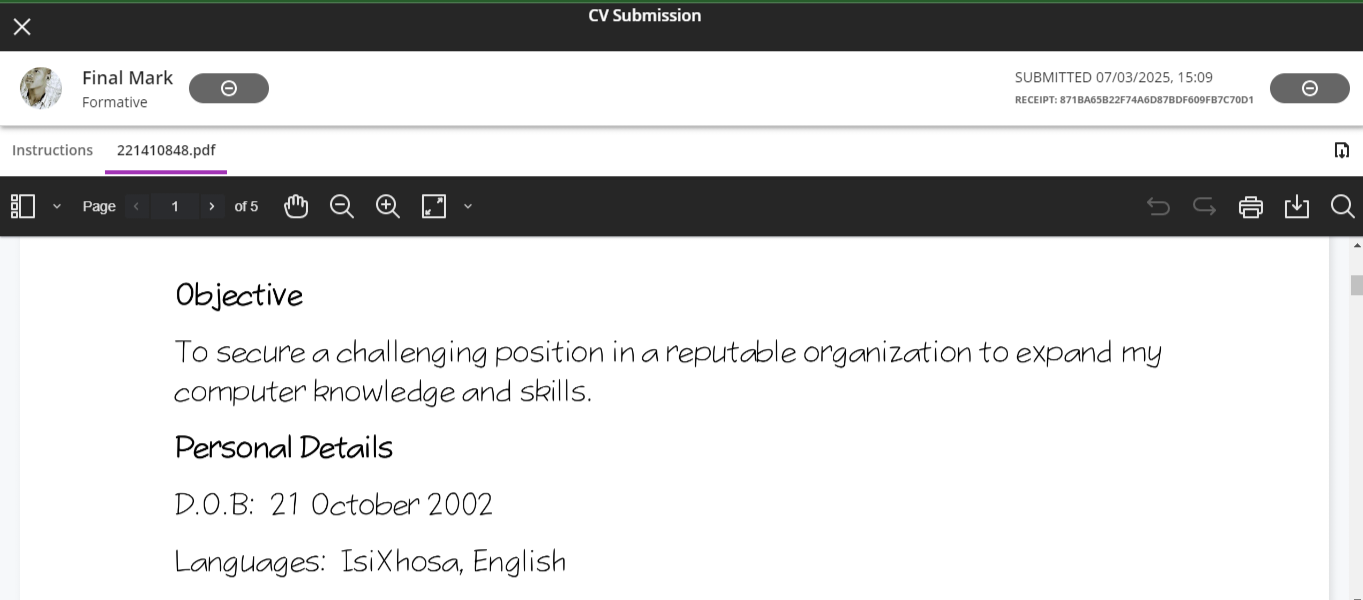 CV Submission
Final Mark
Formative
SUBMITTED 07/03/2025, 15:09
RECEIPT: 871BA65B22F74A6D87BDF609FB7C70D1
Instructions 221410848.pdf
Page 1 of 5
Objective
To secure a challenging position in a reputable organization to expand my
computer knowledge and skills.
Personal Details
D.O.B: 21 October 2002
Languages: IsiXhosa, English